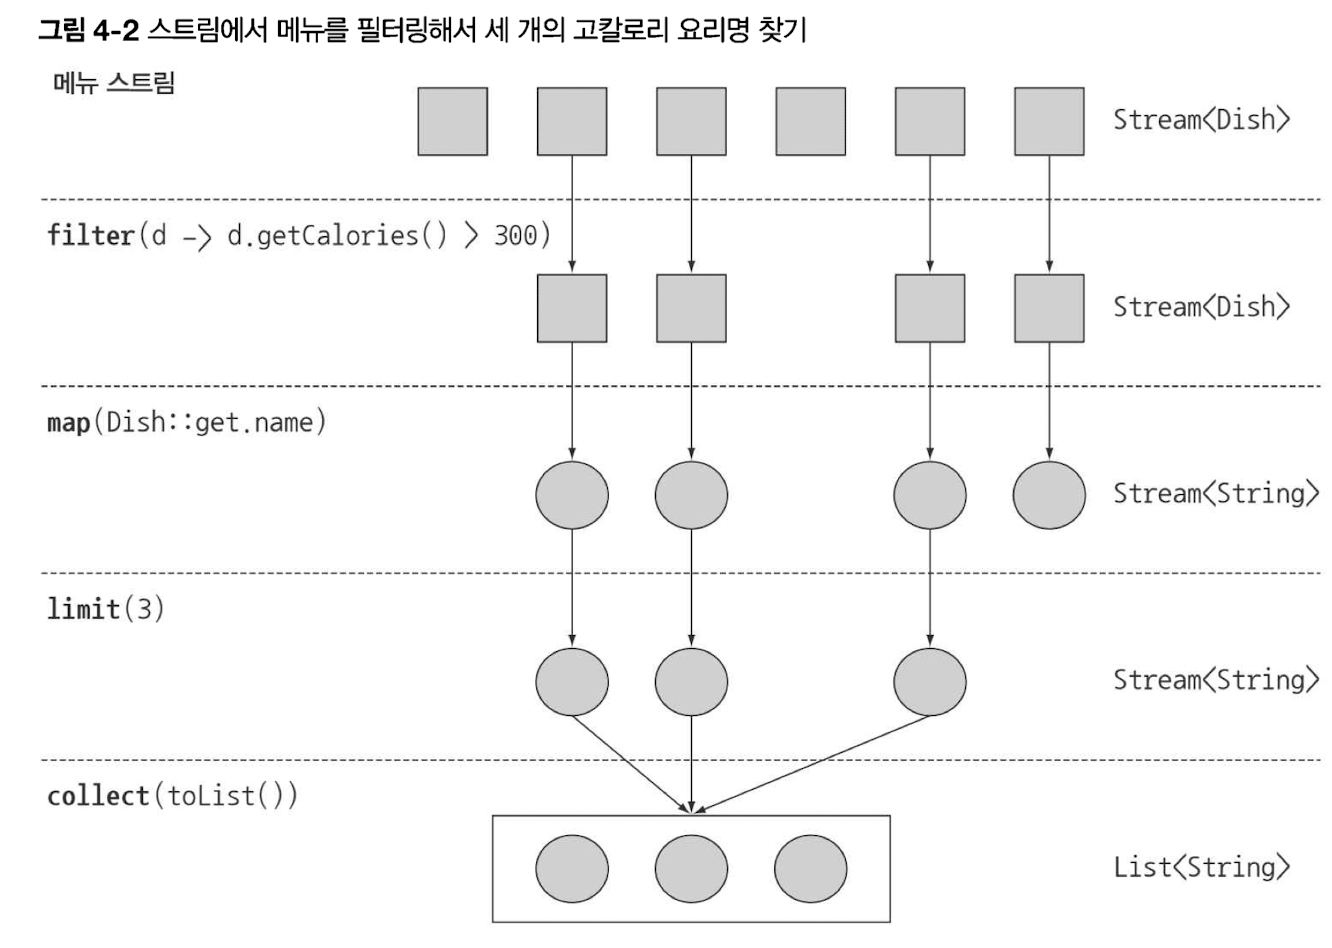 그림 4-2 스트림에서 메뉴를 필터링해서 세 개의 고칼로리 요리명 찾기
메뉴 스트림
Stream<Dish>
filter(d -> d.getCalories() > 300)
Stream<Dish>
map(Dish::get.name)
Stream<String>
limit(3)
Stream<String>
collect(toList())
List<String>